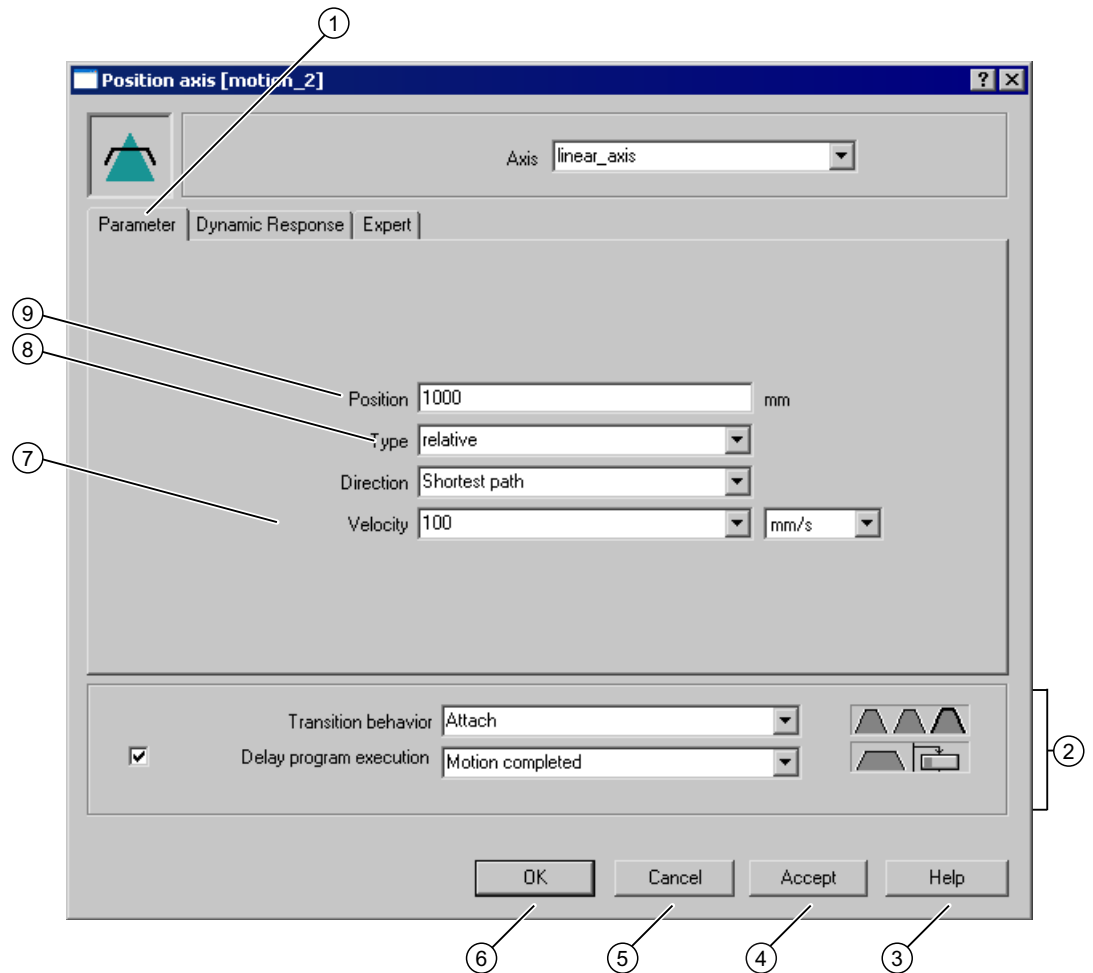 1
Position axis [motion_2]
Axis linear_axis
Parameter Dynamic Response Expert
9
8
Position 1000 mm
Type relative
7
Direction Shortest path
Velocity 100 mm/s
Transition behavior Attach
2
Delay program execution Motion completed
OK Cancel Accept Help
6 5 4 3